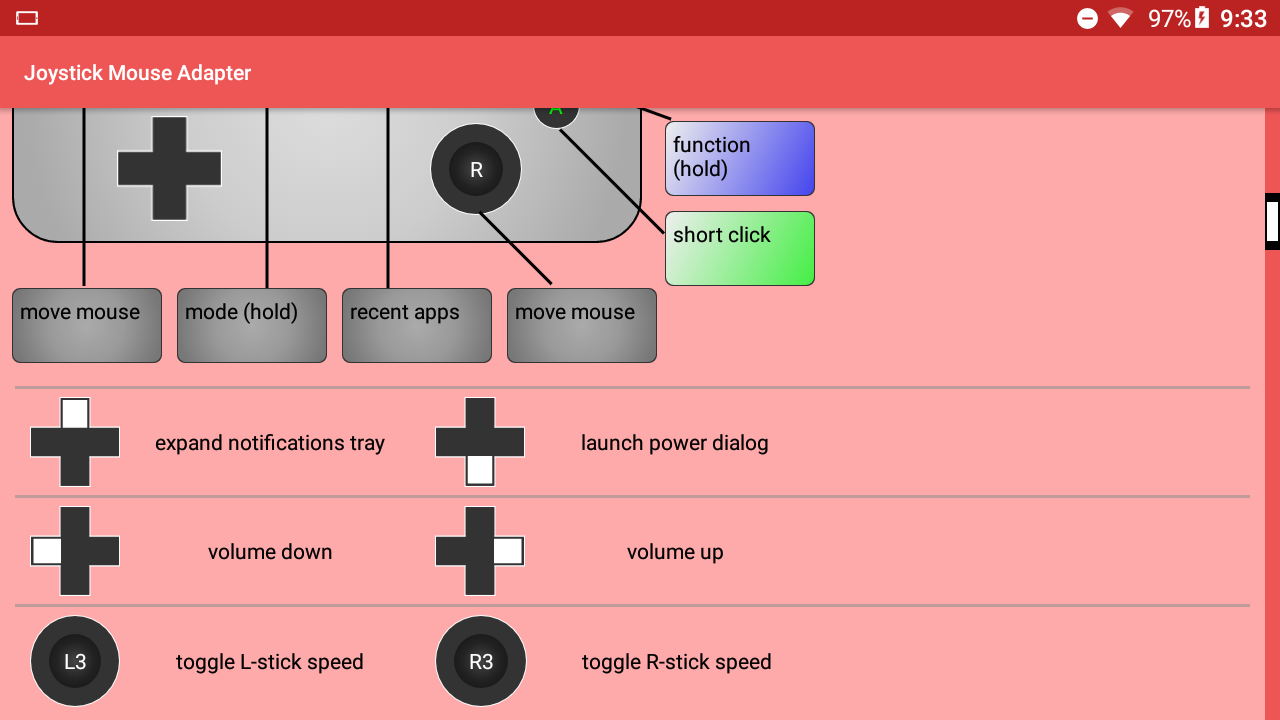 97% 9:33
Joystick Mouse Adapter
A
R
function
(hold)
short click
move mouse
mode (hold)
recent apps
move mouse
expand notifications tray
launch power dialog
volume down
volume up
L3
toggle L-stick speed
R3
toggle R-stick speed